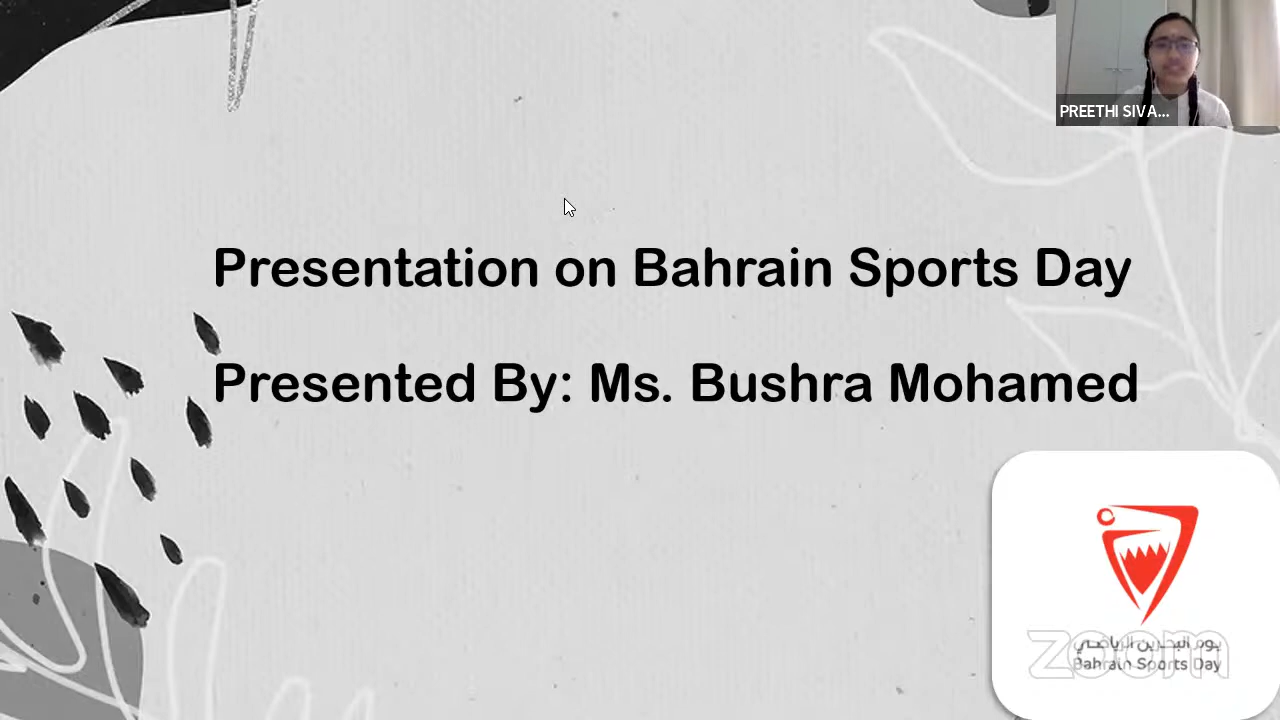 PREETHI SIVA...
Presentation on Bahrain Sports Day
Presented By: Ms. Bushra Mohamed
يوم البحرين الرياضي
Bahrain Sports Day
zoom